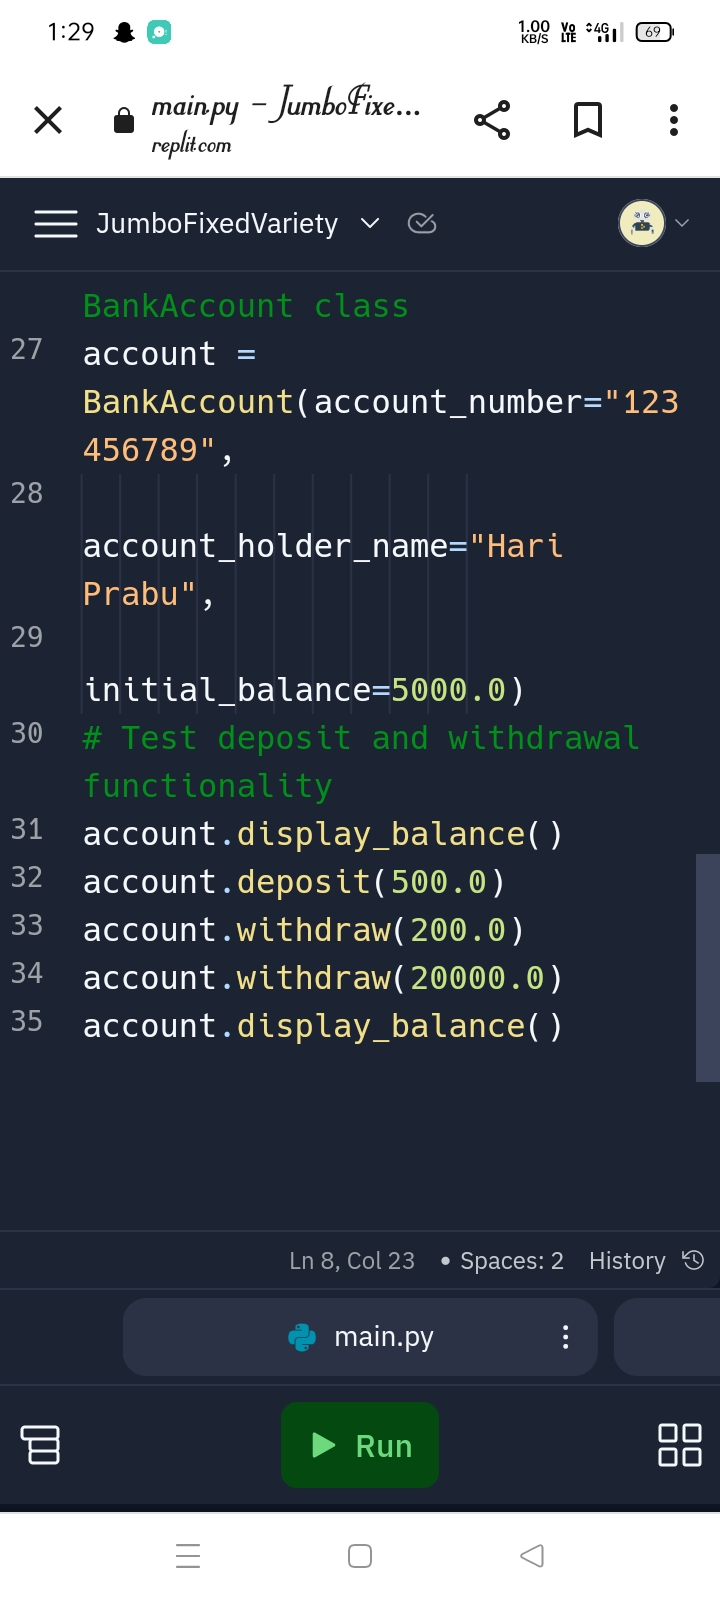 1:29 1.00 KB/S Vo LTE 4G 69
main.py – JumboFixe...
replit.com
JumboFixedVariety
BankAccount class
27 account =
BankAccount(account_number="123
456789",
28
account_holder_name="Hari
Prabu",
29
initial_balance=5000.0)
30 # Test deposit and withdrawal
functionality
31 account.display_balance()
32 account.deposit(500.0)
33 account.withdraw(200.0)
34 account.withdraw(20000.0)
35 account.display_balance()
Ln 8, Col 23 • Spaces: 2 History
main.py
Run